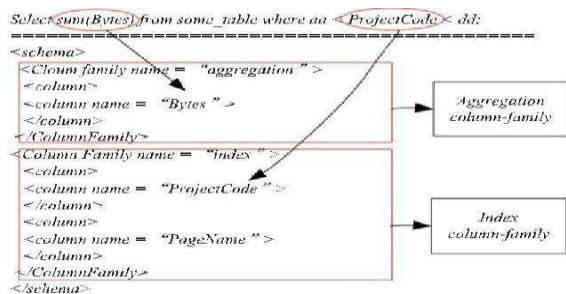 Select sum(Bytes) from some_table where aa < ProjectCode < dd;
==================================================
<schema>
<Cloum family name = “aggregation”>
<column>
<column name = “Bytes”>
</column>
</ColumnFamily>
Aggregation
column-family
<Column Family name = “index”>
<column>
<column name = “ProjectCode”>
</column>
<column>
<column name = “PageName”>
</column>
</ColumnFamily>
Index
column-family
</schema>